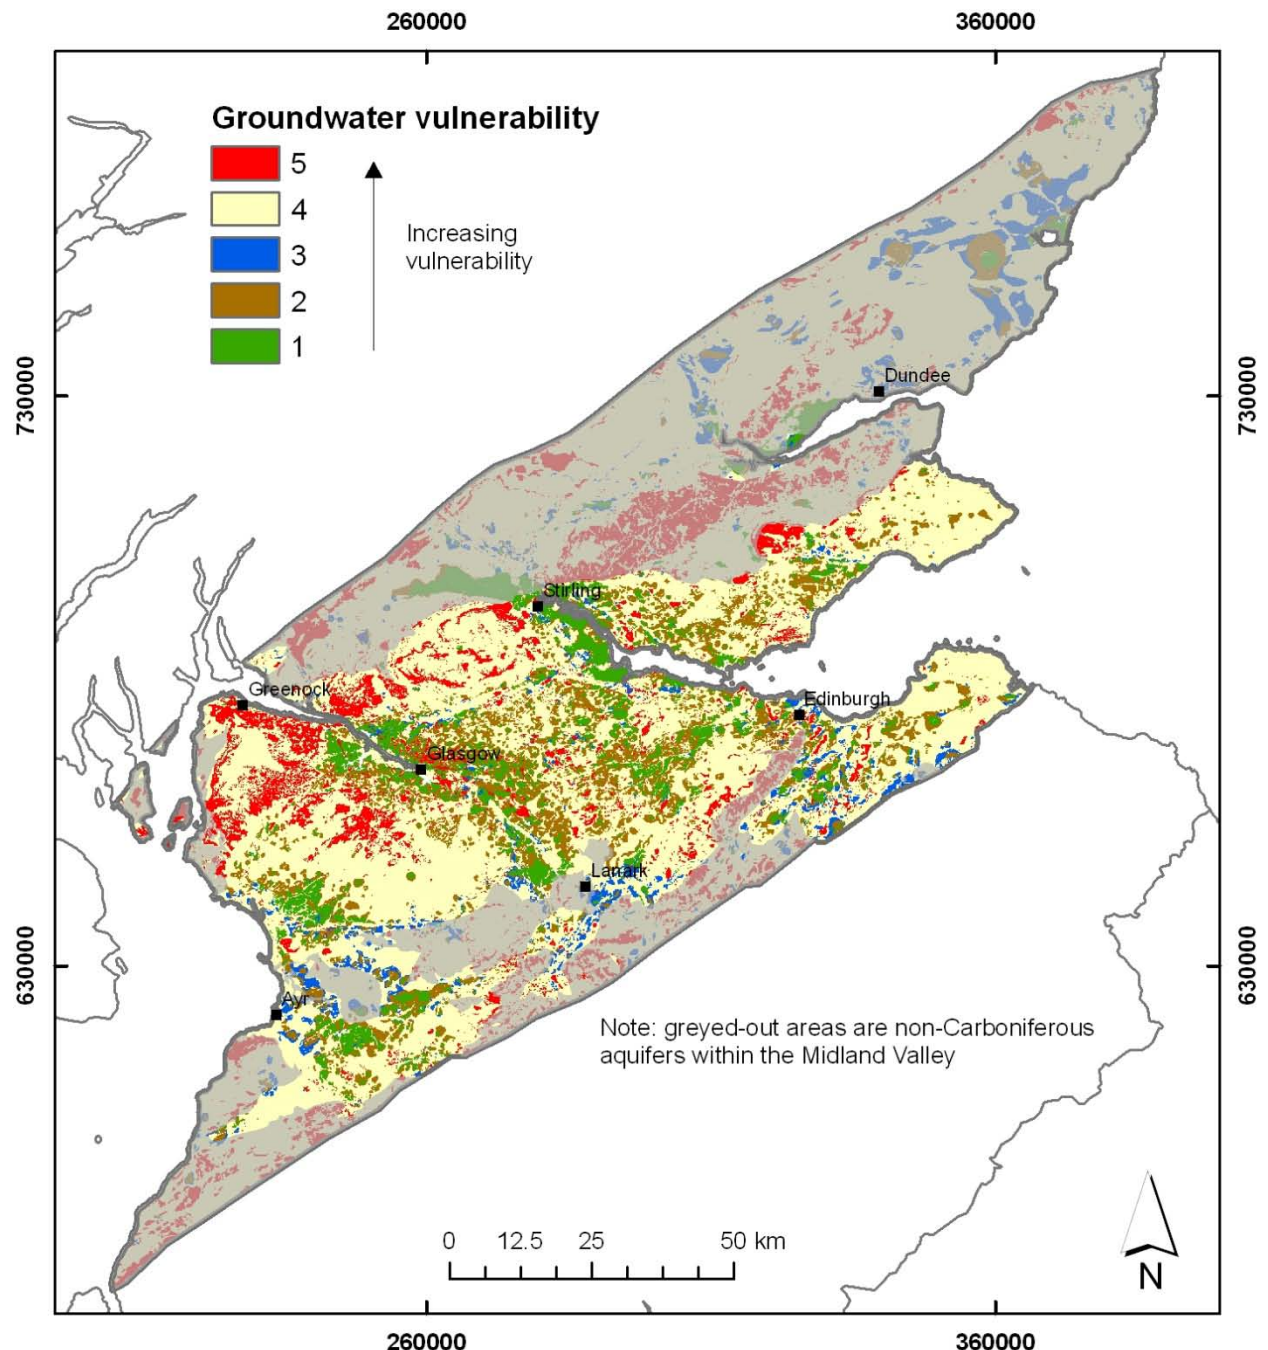 260000 360000
Groundwater vulnerability
5
4
3
2
1
Increasing
vulnerability
730000
730000
Dundee
Stirling
Greenock
Edinburgh
Glasgow
Lanark
630000
630000
Ayr
Note: greyed-out areas are non-Carboniferous
aquifers within the Midland Valley
0 12.5 25 50 km
N
260000 360000